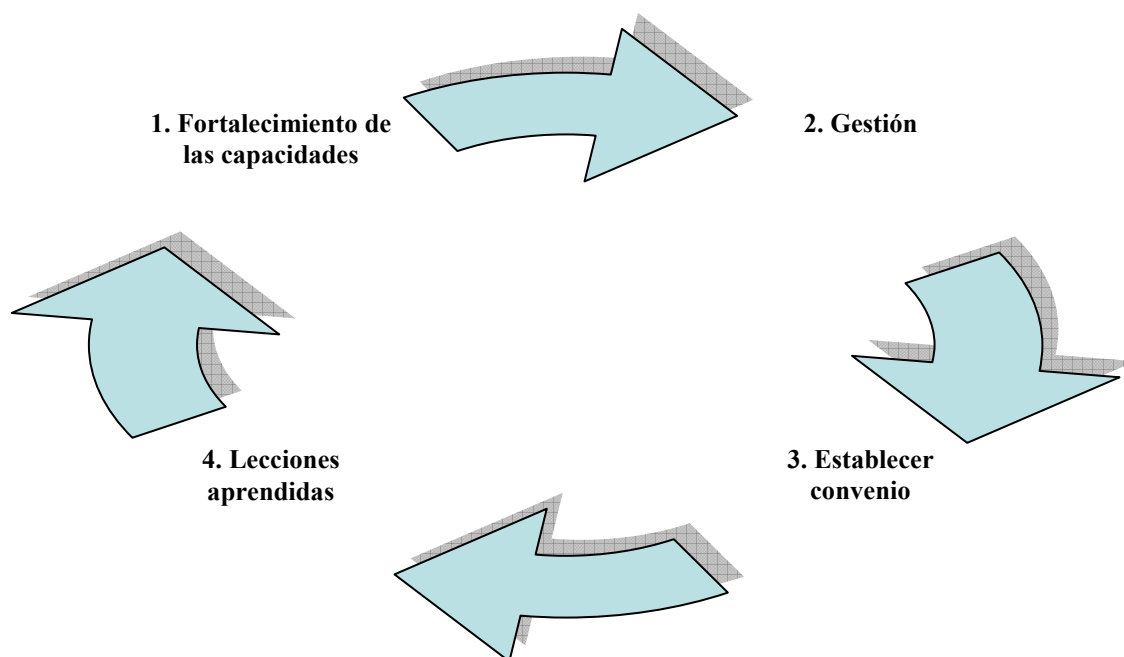 1. Fortalecimiento de
las capacidades
2. Gestión
4. Lecciones
aprendidas
3. Establecer
convenio